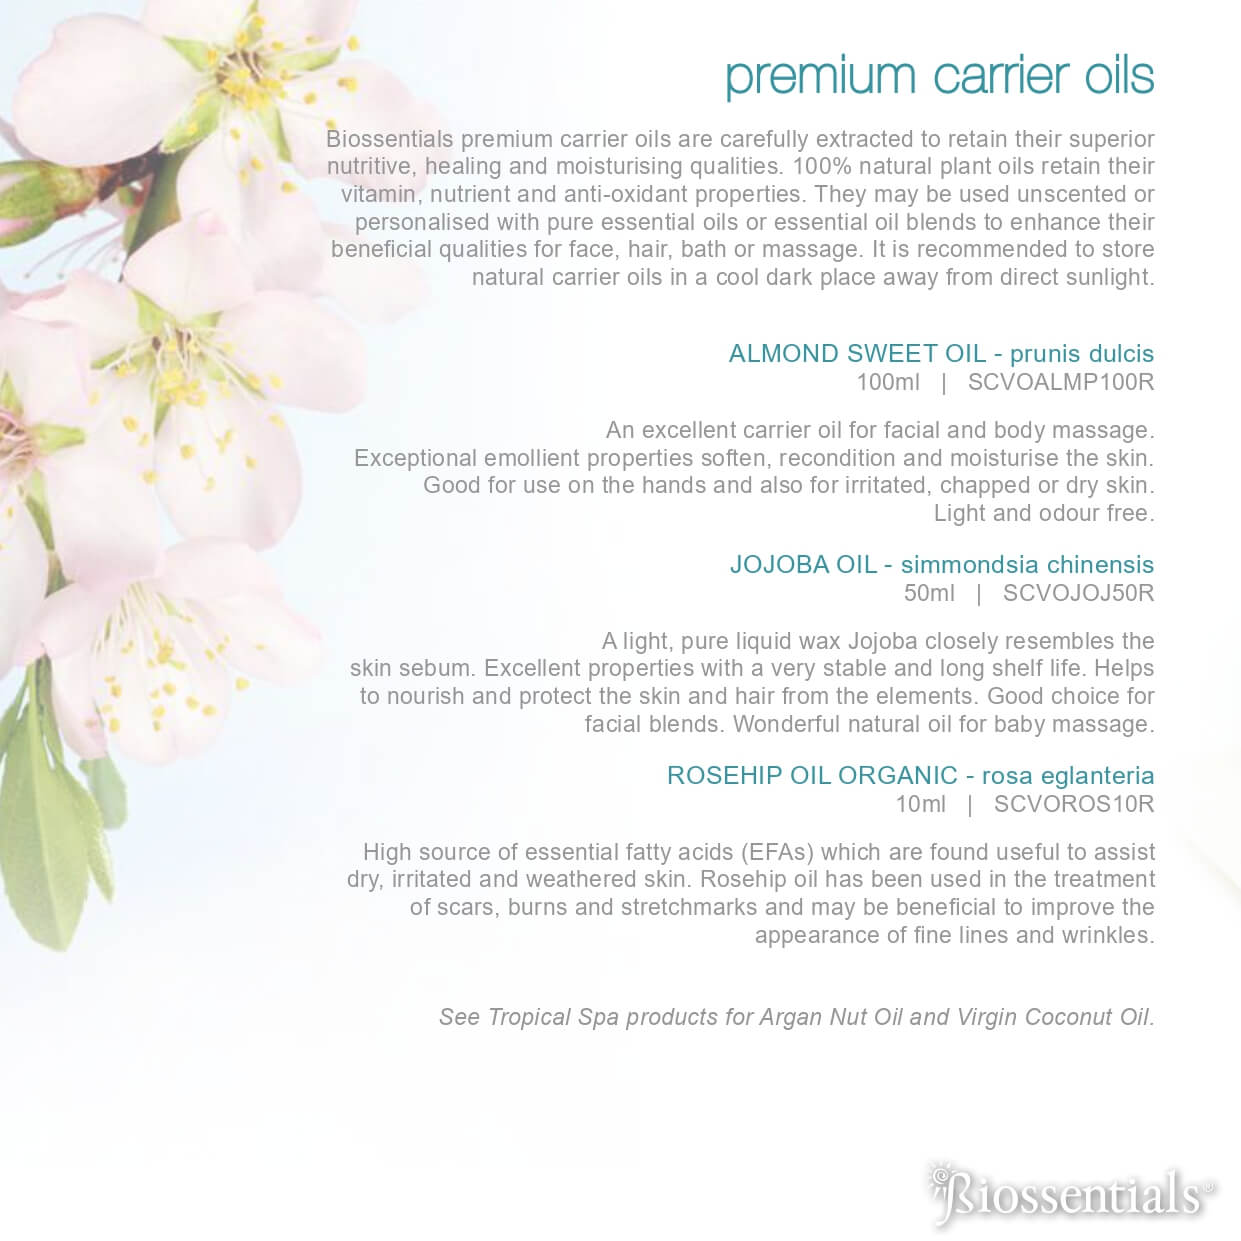 premium carrier oils
Biossentials premium carrier oils are carefully extracted to retain their superior
nutritive, healing and moisturising qualities. 100% natural plant oils retain their
vitamin, nutrient and anti-oxidant properties. They may be used unscented or
personalised with pure essential oils or essential oil blends to enhance their
beneficial qualities for face, hair, bath or massage. It is recommended to store
natural carrier oils in a cool dark place away from direct sunlight.
ALMOND SWEET OIL - prunis dulcis
100ml | SCVOALMP100R
An excellent carrier oil for facial and body massage.
Exceptional emollient properties soften, recondition and moisturise the skin.
Good for use on the hands and also for irritated, chapped or dry skin.
Light and odour free.
JOJOBA OIL - simmondsia chinensis
50ml | SCVOJOJ50R
A light, pure liquid wax Jojoba closely resembles the
skin sebum. Excellent properties with a very stable and long shelf life. Helps
to nourish and protect the skin and hair from the elements. Good choice for
facial blends. Wonderful natural oil for baby massage.
ROSEHIP OIL ORGANIC - rosa eglanteria
10ml | SCVOROS10R
High source of essential fatty acids (EFAs) which are found useful to assist
dry, irritated and weathered skin. Rosehip oil has been used in the treatment
of scars, burns and stretchmarks and may be beneficial to improve the
appearance of fine lines and wrinkles.
See Tropical Spa products for Argan Nut Oil and Virgin Coconut Oil.
Biossentials®